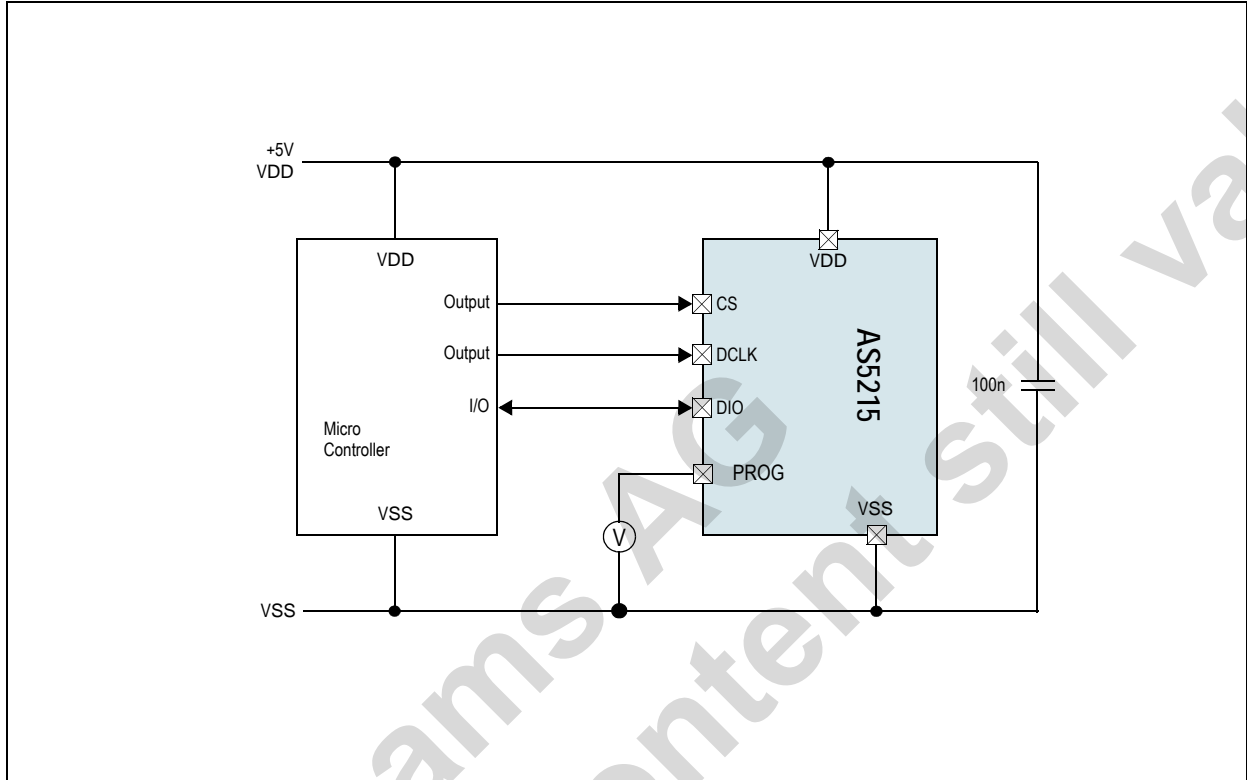 +5V
VDD
VDD
VDD
Output
CS
Output
DCLK
AS5215
100n
I/O
DIO
Micro
Controller
PROG
VSS
VSS
V
VSS
ams AG
content still val